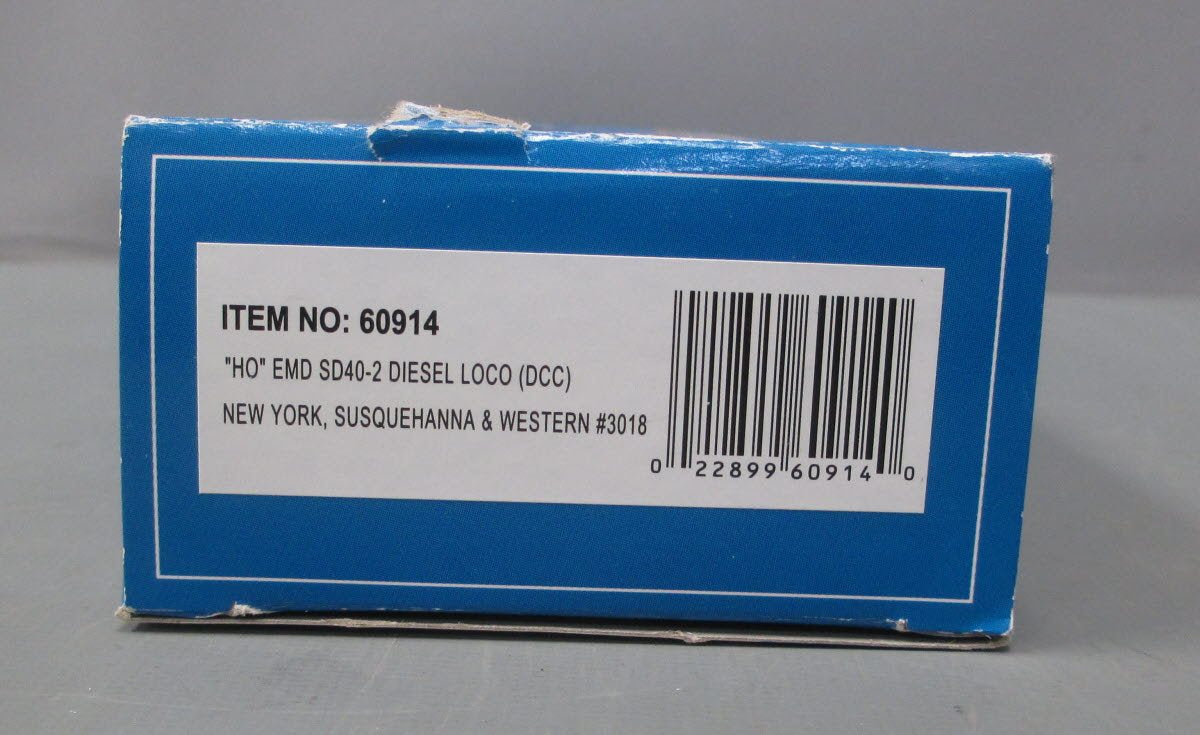 ITEM NO: 60914
"HO" EMD SD40-2 DIESEL LOCO (DCC)
NEW YORK, SUSQUEHANNA & WESTERN #3018
0 22899 60914 0